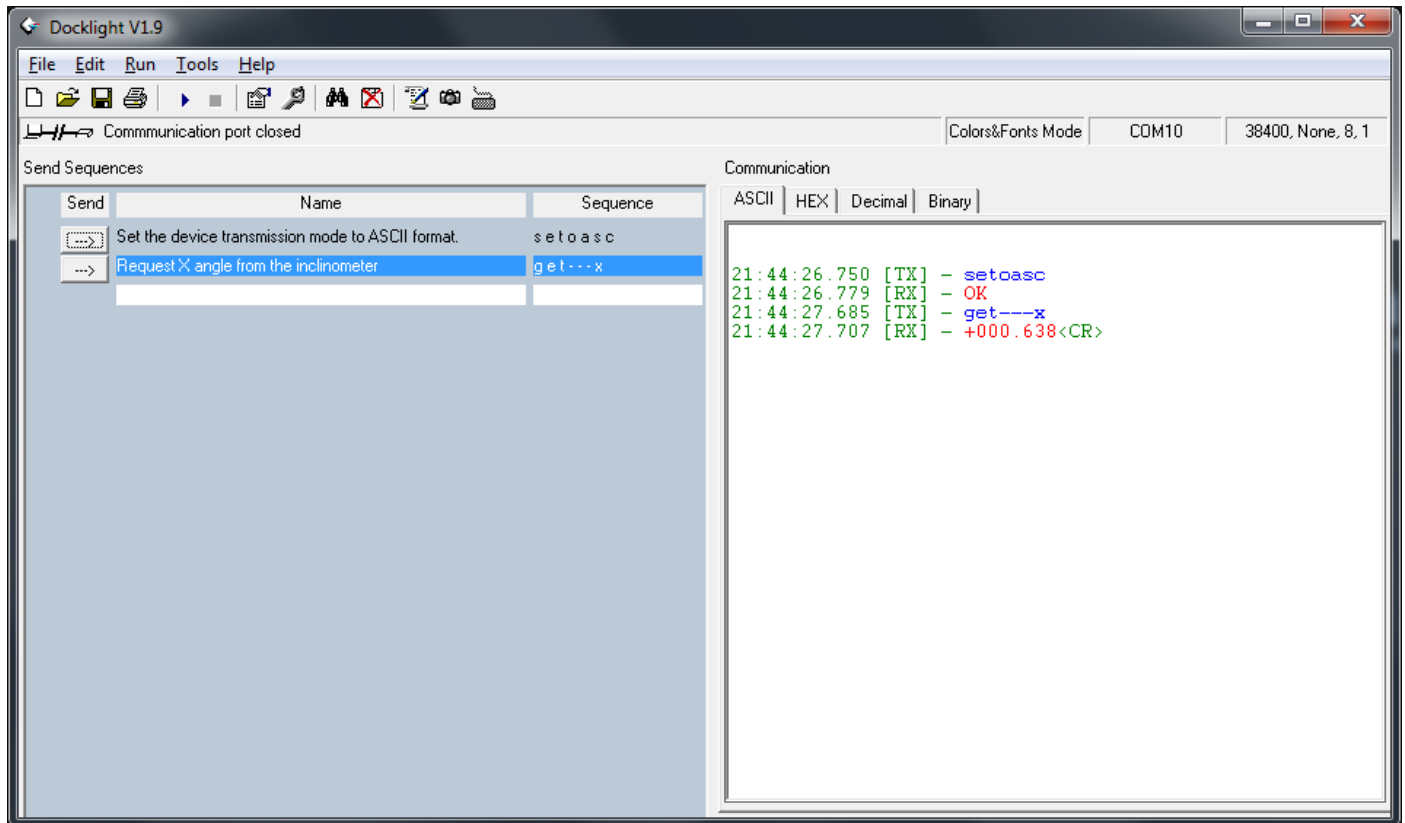 Docklight V1.9
File Edit Run Tools Help
Commmunication port closed Colors&Fonts Mode COM10 38400, None, 8, 1
Send Sequences
Send Name Sequence
---> Set the device transmission mode to ASCII format. setoasc
---> Request X angle from the inclinometer get---x
Communication
ASCII HEX Decimal Binary
21:44:26.750 [TX] - setoasc
21:44:26.779 [RX] - OK
21:44:27.685 [TX] - get---x
21:44:27.707 [RX] - +000.638<CR>